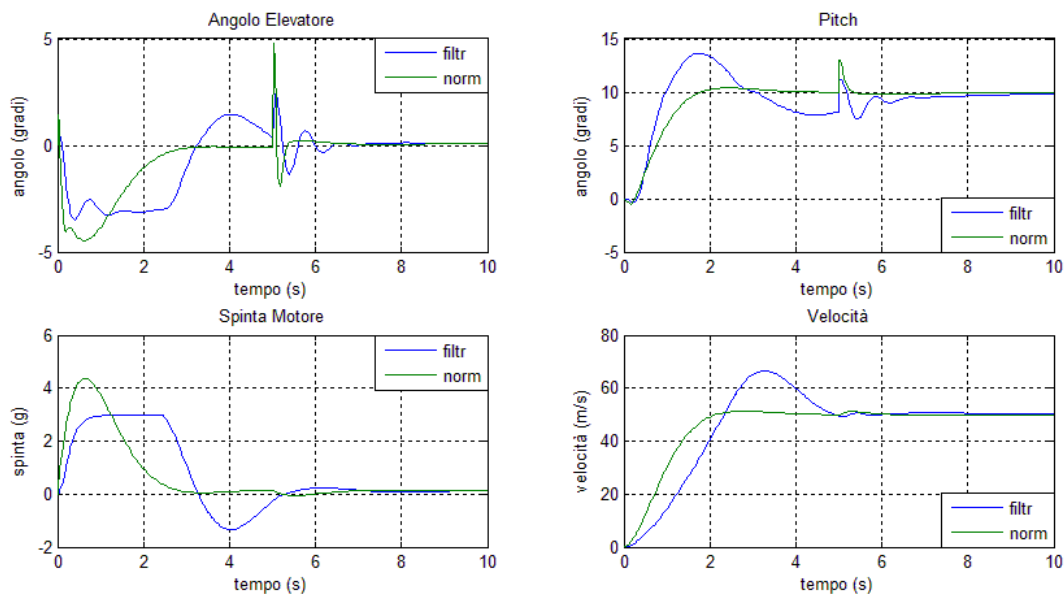 Angolo Elevatore
angolo (gradi)
5
0
-5
0
2
4
6
8
10
tempo (s)
filtr
norm
Pitch
angolo (gradi)
15
10
5
0
-5
0
2
4
6
8
10
tempo (s)
filtr
norm
Spinta Motore
spinta (g)
6
4
2
0
-2
0
2
4
6
8
10
tempo (s)
filtr
norm
Velocità
velocità (m/s)
80
60
40
20
0
0
2
4
6
8
10
tempo (s)
filtr
norm